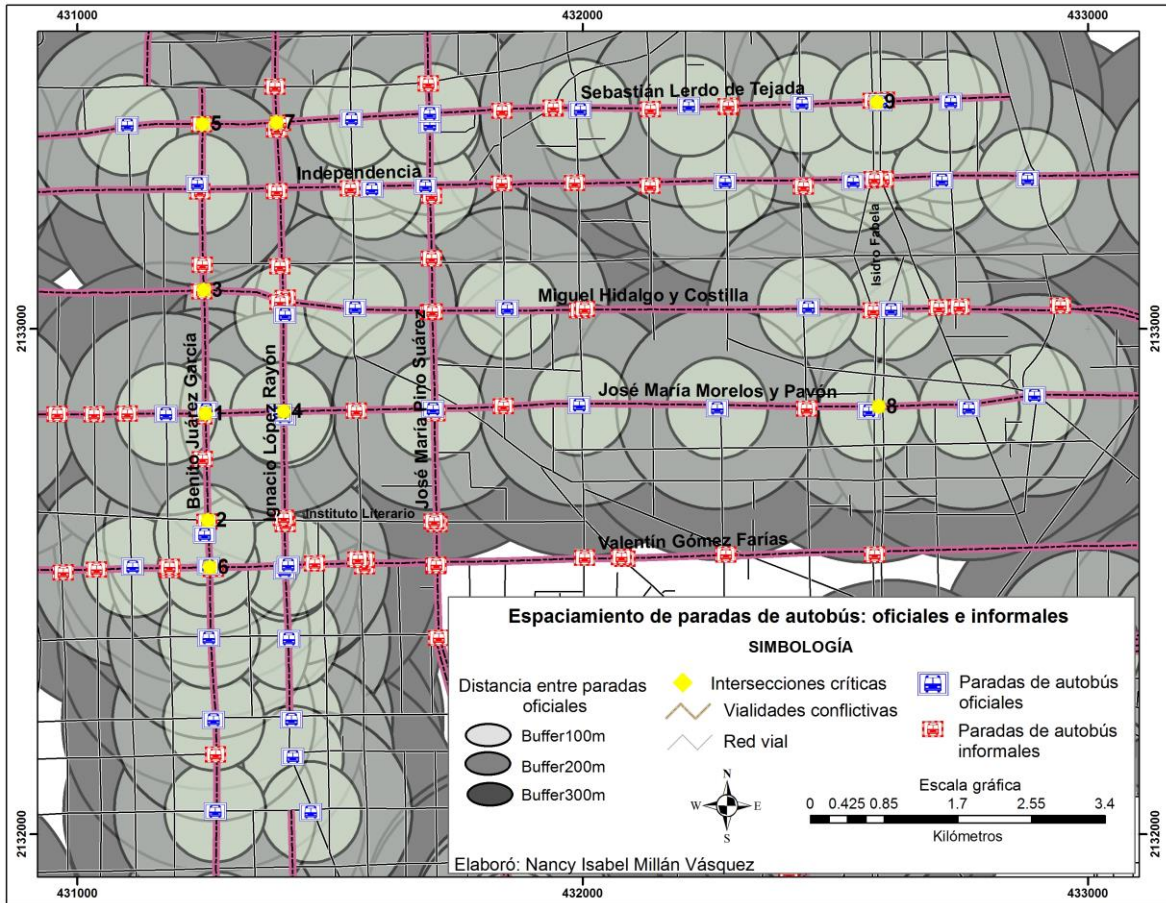 431000
432000
433000
Sebastián Lerdo de Tejada
9
5
7
Independencia
Isidro Fabela
3
Miguel Hidalgo y Costilla
2133000
2133000
Benito Juárez García
Ignacio López Rayón
José María Pino Suárez
José María Morelos y Pavón
1
4
8
2
Instituto Literario
Valentín Gómez Farías
6
Espaciamiento de paradas de autobús: oficiales e informales
SIMBOLOGÍA
Distancia entre paradas
oficiales
Buffer100m
Buffer200m
Buffer300m
Intersecciones críticas
Vialidades conflictivas
Red vial
Paradas de autobús
oficiales
Paradas de autobús
informales
N
W
E
S
Escala gráfica
0 0.425 0.85 1.7 2.55 3.4
Kilómetros
2132000
2132000
Elaboró: Nancy Isabel Millán Vásquez
431000
432000
433000